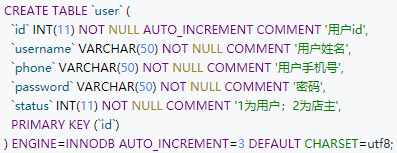 CREATE TABLE `user` (
`id` INT(11) NOT NULL AUTO_INCREMENT COMMENT '用户id',
`username` VARCHAR(50) NOT NULL COMMENT '用户姓名',
`phone` VARCHAR(50) NOT NULL COMMENT '用户手机号',
`password` VARCHAR(50) NOT NULL COMMENT '密码',
`status` INT(11) NOT NULL COMMENT '1为用户；2为店主',
PRIMARY KEY (`id`)
) ENGINE=INNODB AUTO_INCREMENT=3 DEFAULT CHARSET=utf8;